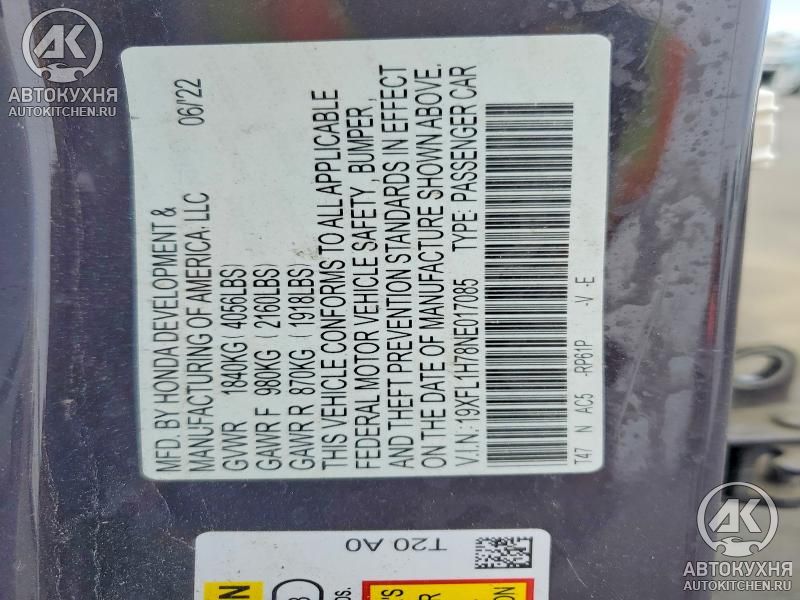 АВТОКУХНЯ
AUTOKITCHEN.RU
MFD. BY HONDA DEVELOPMENT & 06/'22
MANUFACTURING OF AMERICA, LLC
GVWR 1840KG (4056LBS)
GAWR F 980KG (2160LBS)
GAWR R 870KG (1918LBS)
THIS VEHICLE CONFORMS TO ALL APPLICABLE
FEDERAL MOTOR VEHICLE SAFETY, BUMPER,
AND THEFT PREVENTION STANDARDS IN EFFECT
ON THE DATE OF MANUFACTURE SHOWN ABOVE.
V.I.N.: 19XFL1H78NE017085 TYPE: PASSENGER CAR
T47 N AC5 -RP61P -V -E
T20 A0
АВТОКУХНЯ
AUTOKITCHEN.RU